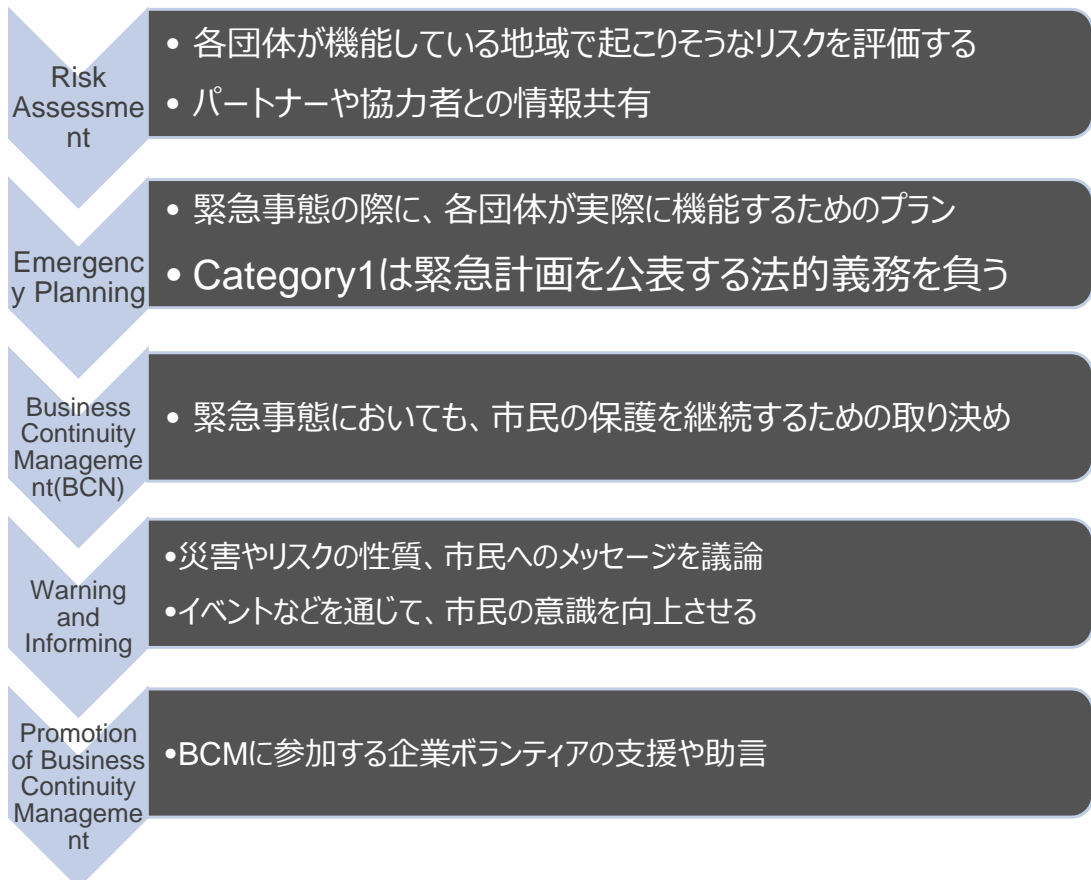 Risk
Assessme
nt
• 各団体が機能している地域で起こりそうなリスクを評価する
• パートナーや協力者との情報共有
Emergenc
y Planning
• 緊急事態の際に、各団体が実際に機能するためのプラン
• Category1は緊急計画を公表する法的義務を負う
Business
Continuity
Manageme
nt(BCN)
• 緊急事態においても、市民の保護を継続するための取り決め
Warning
and
Informing
•災害やリスクの性質、市民へのメッセージを議論
•イベントなどを通じて、市民の意識を向上させる
Promotion
of Business
Continuity
Manageme
nt
•BCMに参加する企業ボランティアの支援や助言